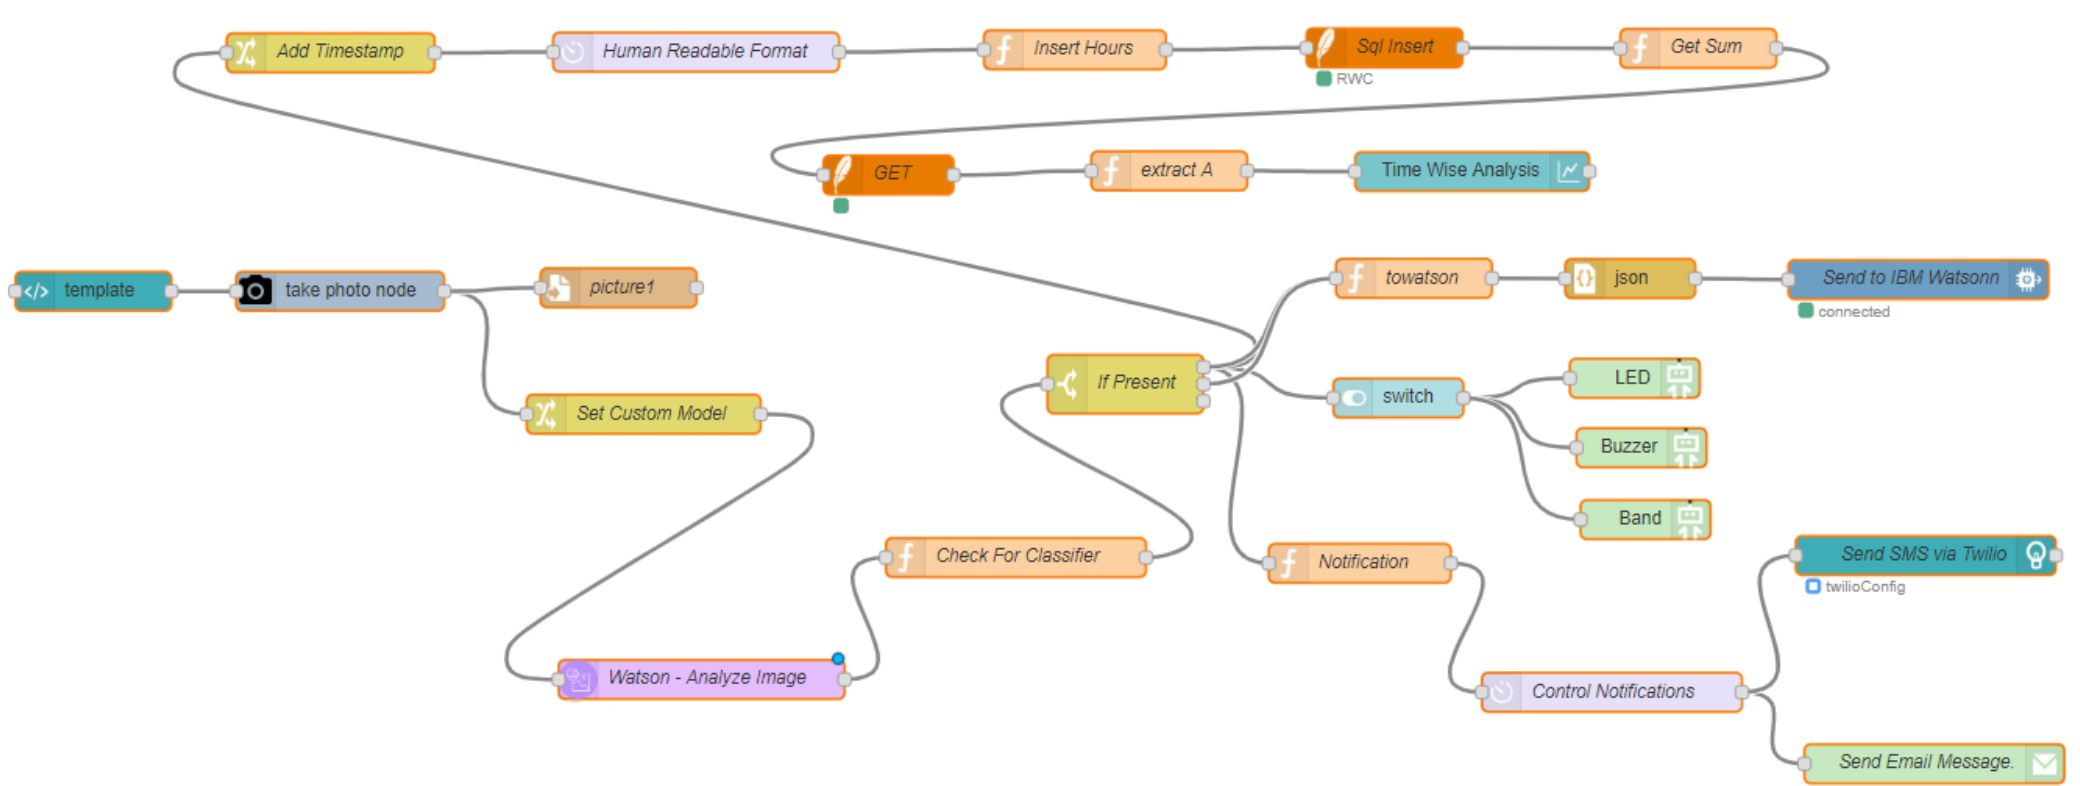 Add Timestamp
Human Readable Format
Insert Hours
Sql Insert
Get Sum
RWC
GET
extract A
Time Wise Analysis
template
take photo node
picture1
towatson
json
Send to IBM Watsonn
connected
If Present
switch
LED
Set Custom Model
Buzzer
Band
Check For Classifier
Notification
Send SMS via Twilio
twilioConfig
Watson - Analyze Image
Control Notifications
Send Email Message.